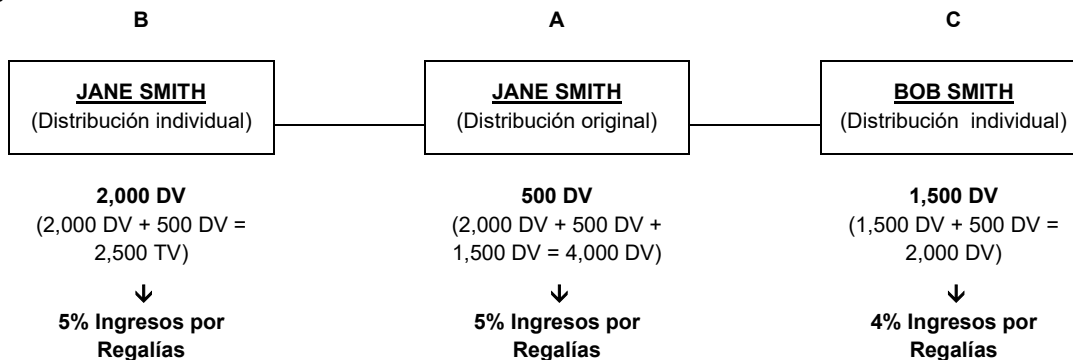 B
A
C
JANE SMITH
(Distribución individual)
JANE SMITH
(Distribución original)
BOB SMITH
(Distribución  individual)
2,000 DV
(2,000 DV + 500 DV =
2,500 TV)
500 DV
(2,000 DV + 500 DV +
1,500 DV = 4,000 DV)
1,500 DV
(1,500 DV + 500 DV =
2,000 DV)
5% Ingresos por
Regalías
5% Ingresos por
Regalías
4% Ingresos por
Regalías